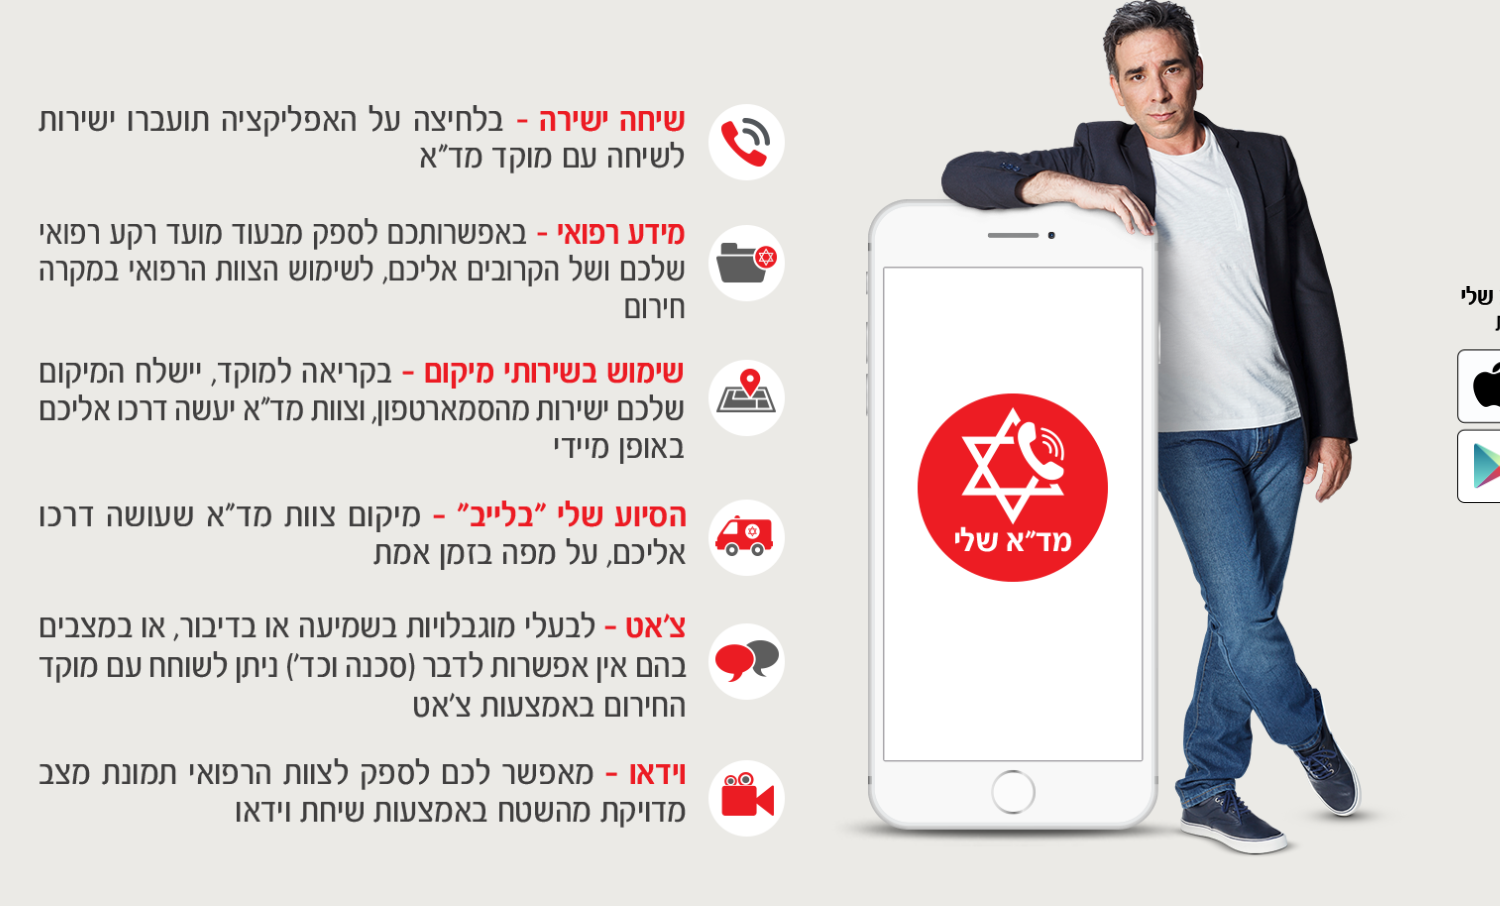 שיחה ישירה - בלחיצה על האפליקציה תועברו ישירות
לשיחה עם מוקד מד״א
מידע רפואי - באפשרותכם לספק מבעוד מועד רקע רפואי
שלכם ושל הקרובים אליכם, לשימוש הצוות הרפואי במקרה
חירום
שימוש בשירותי מיקום - בקריאה למוקד, יישלח המיקום
שלכם ישירות מהסמארטפון, וצוות מד״א יעשה דרכו אליכם
באופן מיידי
הסיוע שלי ״בלייב״ - מיקום צוות מד״א שעושה דרכו
אליכם, על מפה בזמן אמת
צ׳אט - לבעלי מוגבלויות בשמיעה או בדיבור, או במצבים
בהם אין אפשרות לדבר (סכנה וכד׳) ניתן לשוחח עם מוקד
החירום באמצעות צ׳אט
וידאו - מאפשר לכם לספק לצוות הרפואי תמונת מצב
מדויקת מהשטח באמצעות שיחת וידאו
מד״א שלי
שלי